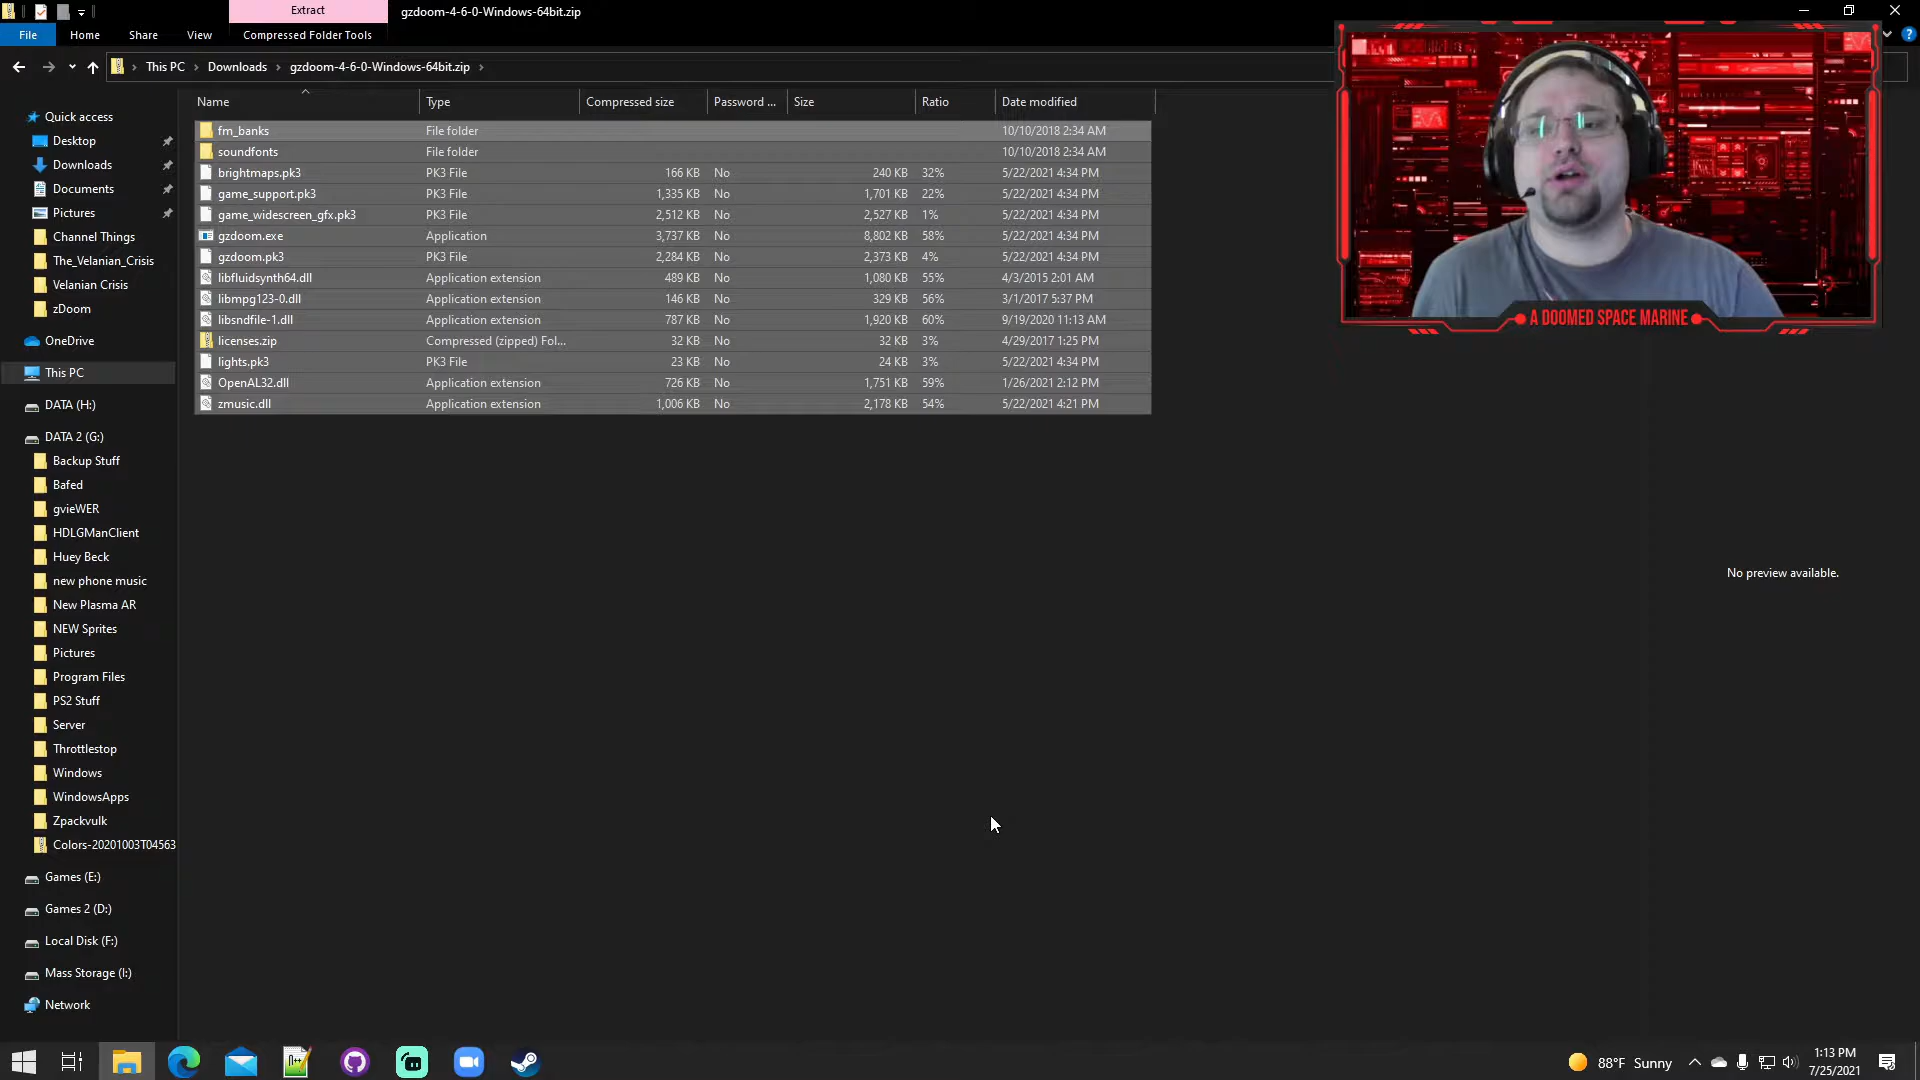 Extract
gzdoom-4-6-0-Windows-64bit.zip
File Home Share View Compressed Folder Tools
This PC Downloads gzdoom-4-6-0-Windows-64bit.zip
Name Type Compressed size Password ... Size Ratio Date modified
fm_banks File folder 10/10/2018 2:34 AM
soundfonts File folder 10/10/2018 2:34 AM
brightmaps.pk3 PK3 File 166 KB No 240 KB 32% 5/22/2021 4:34 PM
game_support.pk3 PK3 File 1,335 KB No 1,701 KB 22% 5/22/2021 4:34 PM
game_widescreen_gfx.pk3 PK3 File 2,512 KB No 2,527 KB 1% 5/22/2021 4:34 PM
gzdoom.exe Application 3,737 KB No 8,802 KB 58% 5/22/2021 4:34 PM
gzdoom.pk3 PK3 File 2,284 KB No 2,373 KB 4% 5/22/2021 4:34 PM
libfluidsynth64.dll Application extension 489 KB No 1,080 KB 55% 4/3/2015 2:01 AM
libmpg123-0.dll Application extension 146 KB No 329 KB 56% 3/1/2017 5:37 PM
libsndfile-1.dll Application extension 787 KB No 1,920 KB 60% 9/19/2020 11:13 AM
licenses.zip Compressed (zipped) Fol... 32 KB No 32 KB 3% 4/29/2017 1:25 PM
lights.pk3 PK3 File 23 KB No 24 KB 3% 5/22/2021 4:34 PM
OpenAL32.dll Application extension 726 KB No 1,751 KB 59% 1/26/2021 2:12 PM
zmusic.dll Application extension 1,006 KB No 2,178 KB 54% 5/22/2021 4:21 PM
Quick access
Desktop
Downloads
Documents
Pictures
Channel Things
The_Velanian_Crisis
Velanian Crisis
zDoom
OneDrive
This PC
DATA (H:)
DATA 2 (G:)
Backup Stuff
Bafed
gvieWER
HDLGManClient
Huey Beck
new phone music
New Plasma AR
NEW Sprites
Pictures
Program Files
PS2 Stuff
Server
Throttlestop
Windows
WindowsApps
Zpackvulk
Colors-20201003T04563
Games (E:)
Games 2 (D:)
Local Disk (F:)
Mass Storage (I:)
Network
A DOOMED SPACE MARINE
No preview available.
88°F Sunny
1:13 PM
7/25/2021